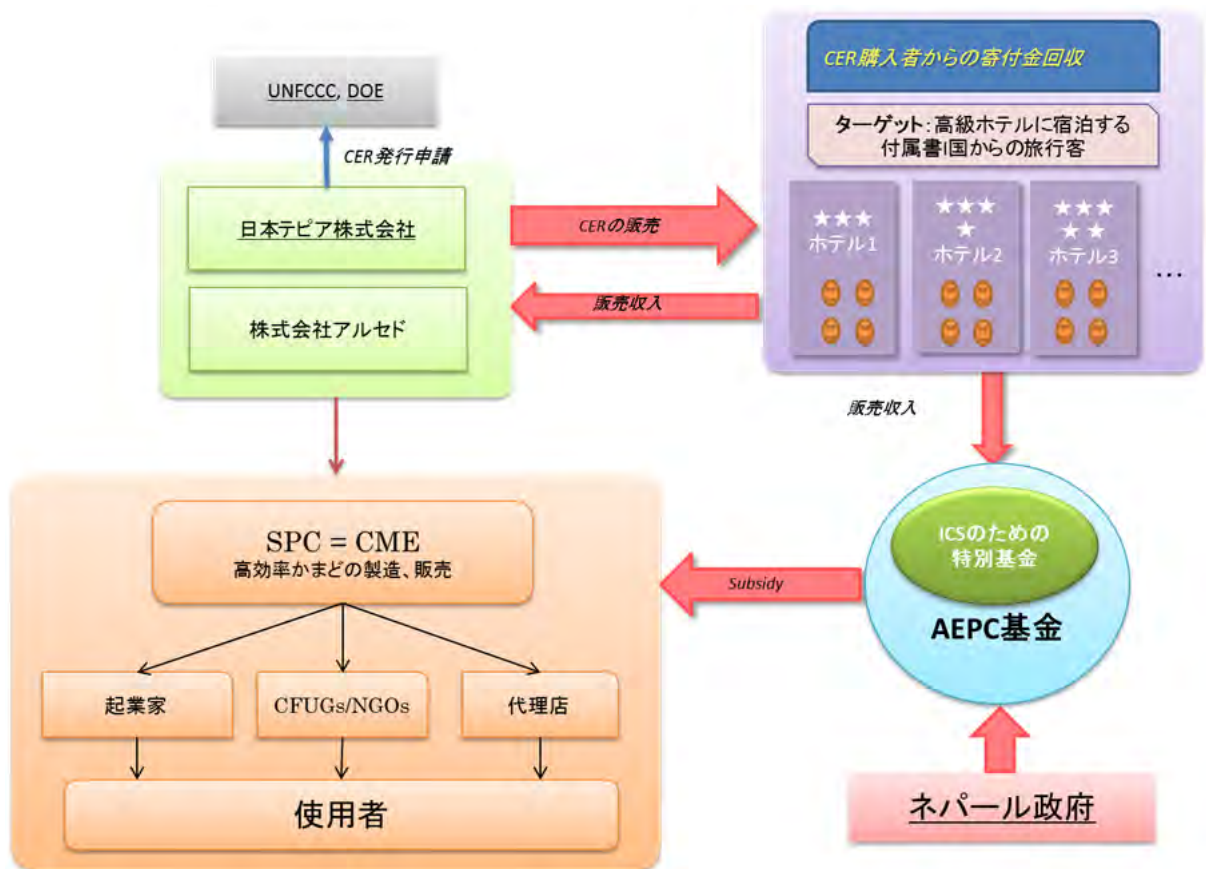 UNFCCC, DOE
CER発行申請
日本テピア株式会社
株式会社アルセド
CERの販売
販売収入
CER購入者からの寄付金回収
ターゲット：高級ホテルに宿泊する
付属書I国からの旅行客
★★★
ホテル1
★★★
★
ホテル2
★★★
★★
ホテル3
…
販売収入
ICSのための
特別基金
AEPC基金
Subsidy
ネパール政府
SPC = CME
高効率かまどの製造、販売
起業家
CFUGs/NGOs
代理店
使用者